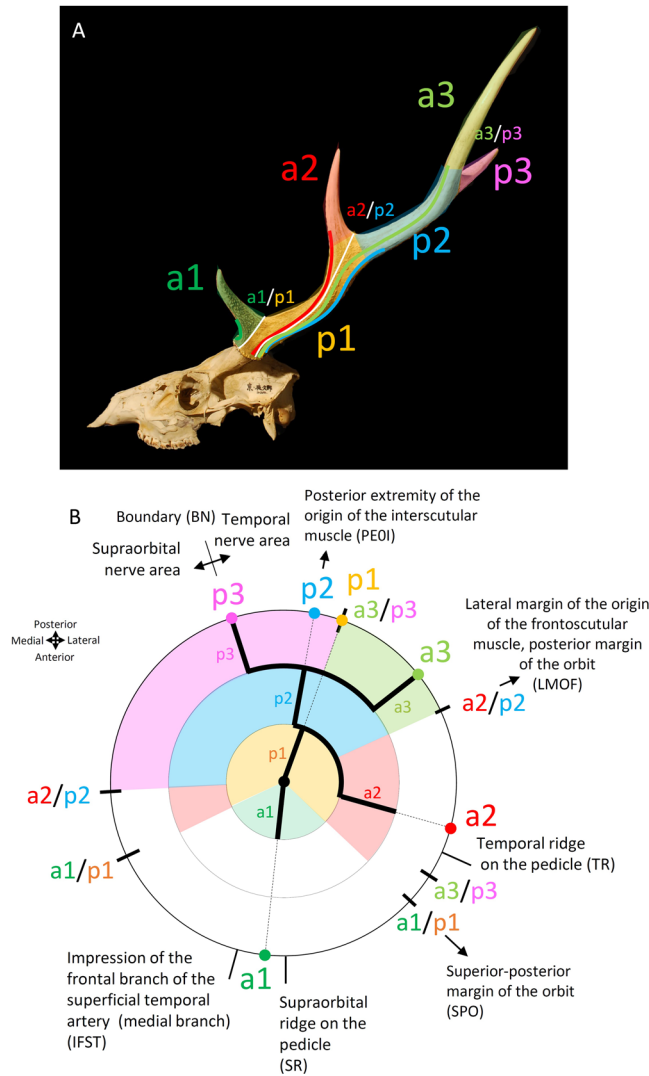 A
a3
a3/p3
p3
a2
a2/p2
p2
a1
a1/p1
p1
B
Boundary (BN)
Temporal
nerve area
Supraorbital
nerve area
Posterior extremity of the
origin of the interscutular
muscle (PE0I)
p3
p2
p1
a3/p3
Posterior
Medial
Lateral
Anterior
Lateral margin of the origin
of the frontoscutular
muscle, posterior margin
of the orbit
(LMOF)
a3
a2/p2
p3
p2
a3
p1
a2
a1
a2/p2
a2
a1/p1
Temporal ridge
on the pedicle (TR)
a3/p3
a1/p1
Superior-posterior
margin of the orbit
(SPO)
a1
Impression of the
frontal branch of the
superficial temporal
artery (medial branch)
(IFST)
Supraorbital
ridge on the
pedicle
(SR)